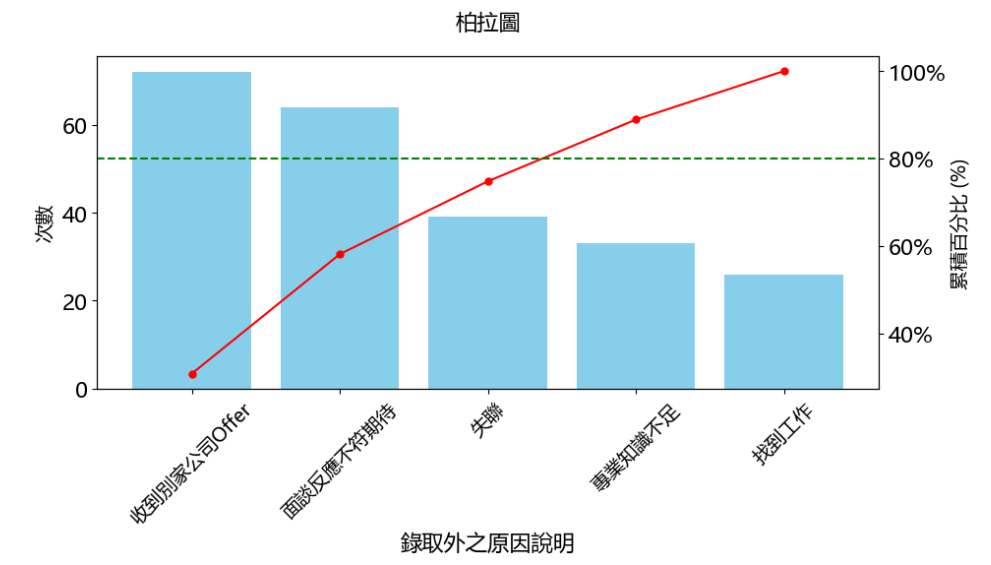 柏拉圖
次數
60
40
20
0
100%
80%
60%
40%
累積百分比 (%)
收到別家公司Offer
面談反應不符期待
失聯
專業知識不足
找到工作
錄取外之原因說明